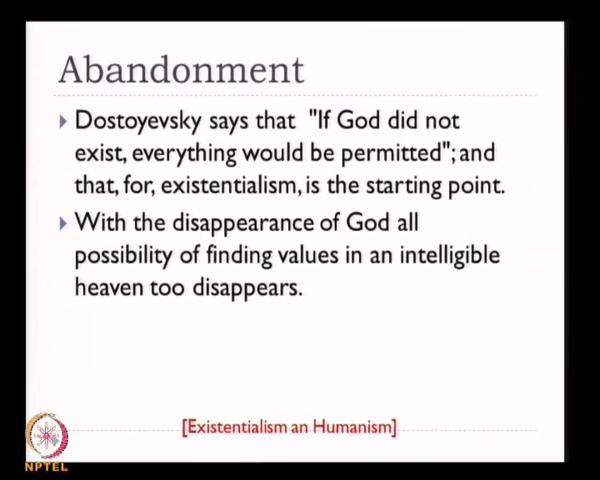 Abandonment
Dostoyevsky says that "If God did not
exist, everything would be permitted"; and
that, for, existentialism, is the starting point.
With the disappearance of God all
possibility of finding values in an intelligible
heaven too disappears.
[Existentialism an Humanism]
NPTEL